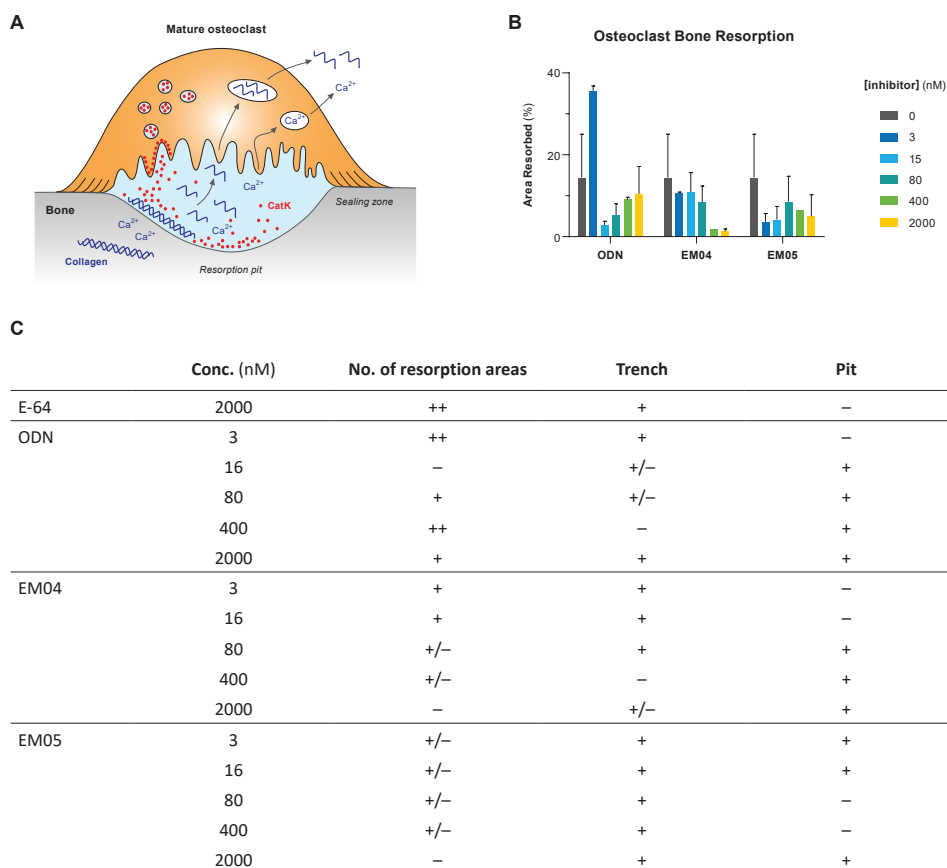 A
Mature osteoclast
Ca2+
Ca2+
Ca2+
CatK
Sealing zone
Bone
Ca2+
Ca2+
Ca2+
Collagen
Resorption pit
B
Osteoclast Bone Resorption
Area Resorbed (%)
40
20
0
ODN
EM04
EM05
[inhibitor] (nM)
0
3
15
80
400
2000
C
Conc. (nM) No. of resorption areas Trench Pit
E-64 2000 ++ + –
ODN 3 ++ + –
16 – +/– +
80 + +/– +
400 ++ – +
2000 + + +
EM04 3 + + –
16 + + –
80 +/– + +
400 +/– – +
2000 – +/– +
EM05 3 +/– + +
16 +/– + +
80 +/– + –
400 +/– + –
2000 – + +